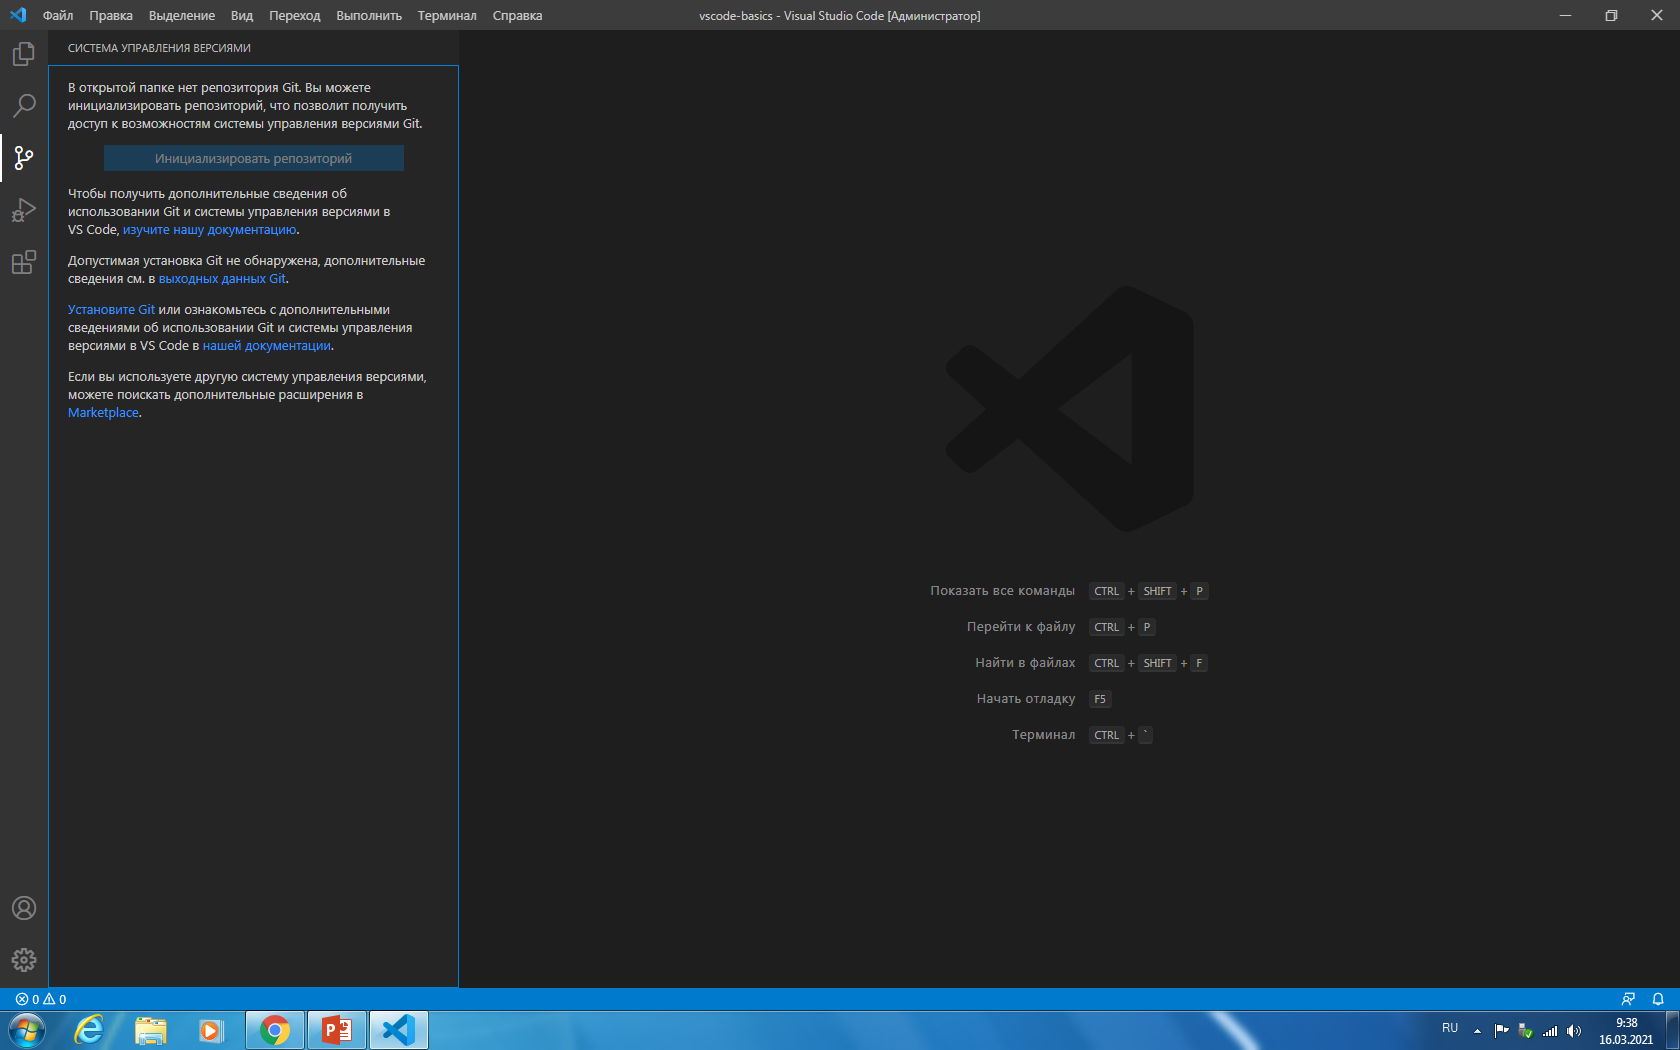 Файл Правка Выделение Вид Переход Выполнить Терминал Справка
vscode-basics - Visual Studio Code [Администратор]
СИСТЕМА УПРАВЛЕНИЯ ВЕРСИЯМИ
В открытой папке нет репозитория Git. Вы можете
инициализировать репозиторий, что позволит получить
доступ к возможностям системы управления версиями Git.
Инициализировать репозиторий
Чтобы получить дополнительные сведения об
использовании Git и системы управления версиями в
VS Code, изучите нашу документацию.
Допустимая установка Git не обнаружена, дополнительные
сведения см. в выходных данных Git.
Установите Git или ознакомьтесь с дополнительными
сведениями об использовании Git и системы управления
версиями в VS Code в нашей документации.
Если вы используете другую систему управления версиями,
можете поискать дополнительные расширения в
Marketplace.
Показать все команды CTRL + SHIFT + P
Перейти к файлу CTRL + P
Найти в файлах CTRL + SHIFT + F
Начать отладку F5
Терминал CTRL + `
0 0
RU
9:38
16.03.2021